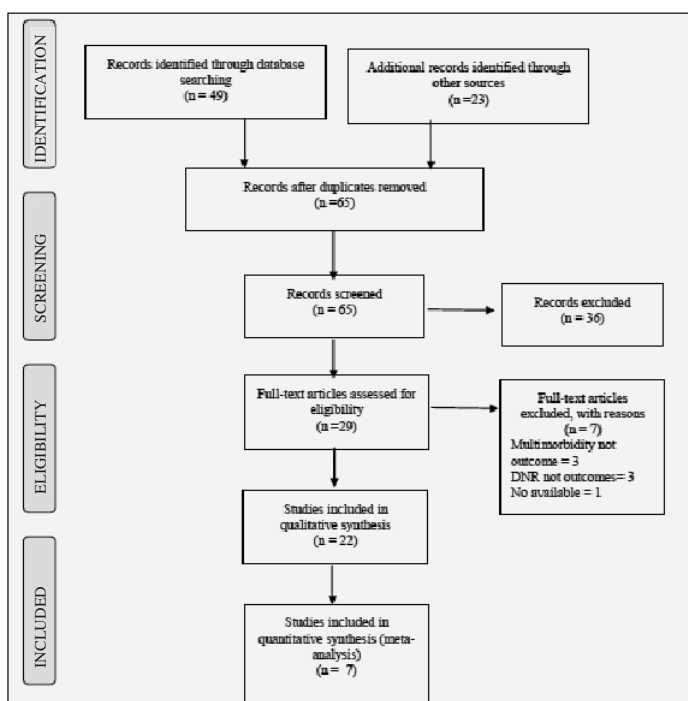 IDENTIFICATION
Records identified through database
searching
(n = 49)
Additional records identified through
other sources
(n =23)
Records after duplicates removed
(n =65)
SCREENING
Records screened
(n = 65)
Records excluded
(n = 36)
ELIGIBILITY
Full-text articles assessed for
eligibility
(n =29)
Full-text articles
excluded, with reasons
(n = 7)
Multimorbidity not
outcome = 3
DNR not outcomes= 3
No available = 1
Studies included in
qualitative synthesis
(n = 22)
INCLUDED
Studies included in
quantitative synthesis (meta-
analysis)
(n = 7)